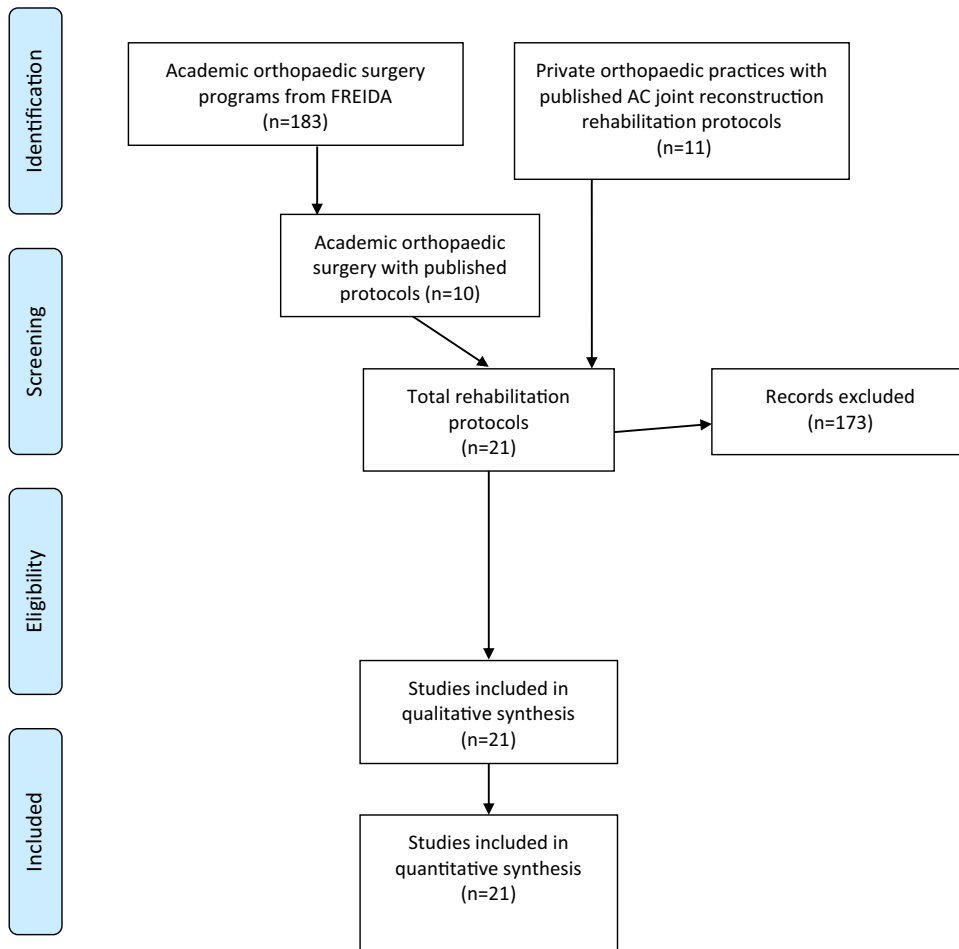 Identification
Academic orthopaedic surgery
programs from FREIDA
(n=183)
Private orthopaedic practices with
published AC joint reconstruction
rehabilitation protocols
(n=11)
Screening
Academic orthopaedic
surgery with published
protocols (n=10)
Total rehabilitation
protocols
(n=21)
Records excluded
(n=173)
Eligibility
Studies included in
qualitative synthesis
(n=21)
Included
Studies included in
quantitative synthesis
(n=21)